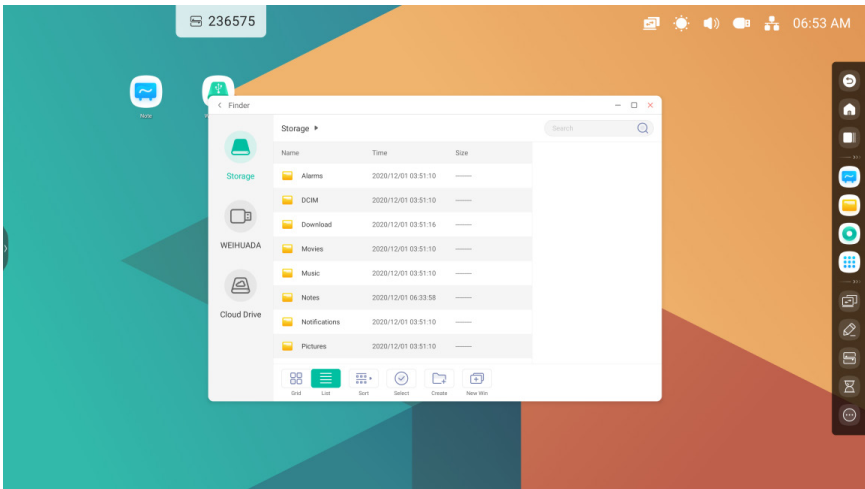 236575
06:53 AM
Note
Finder
Storage
Search
Name Time Size
Storage
Alarms 2020/12/01 03:51:10 ——
DCIM 2020/12/01 03:51:10 ——
Download 2020/12/01 03:51:16 ——
WEIHUADA
Movies 2020/12/01 03:51:10 ——
Music 2020/12/01 03:51:10 ——
Notes 2020/12/01 06:33:58 ——
Cloud Drive
Notifications 2020/12/01 03:51:10 ——
Pictures 2020/12/01 03:51:10 ——
Grid List Sort Select Create New Win